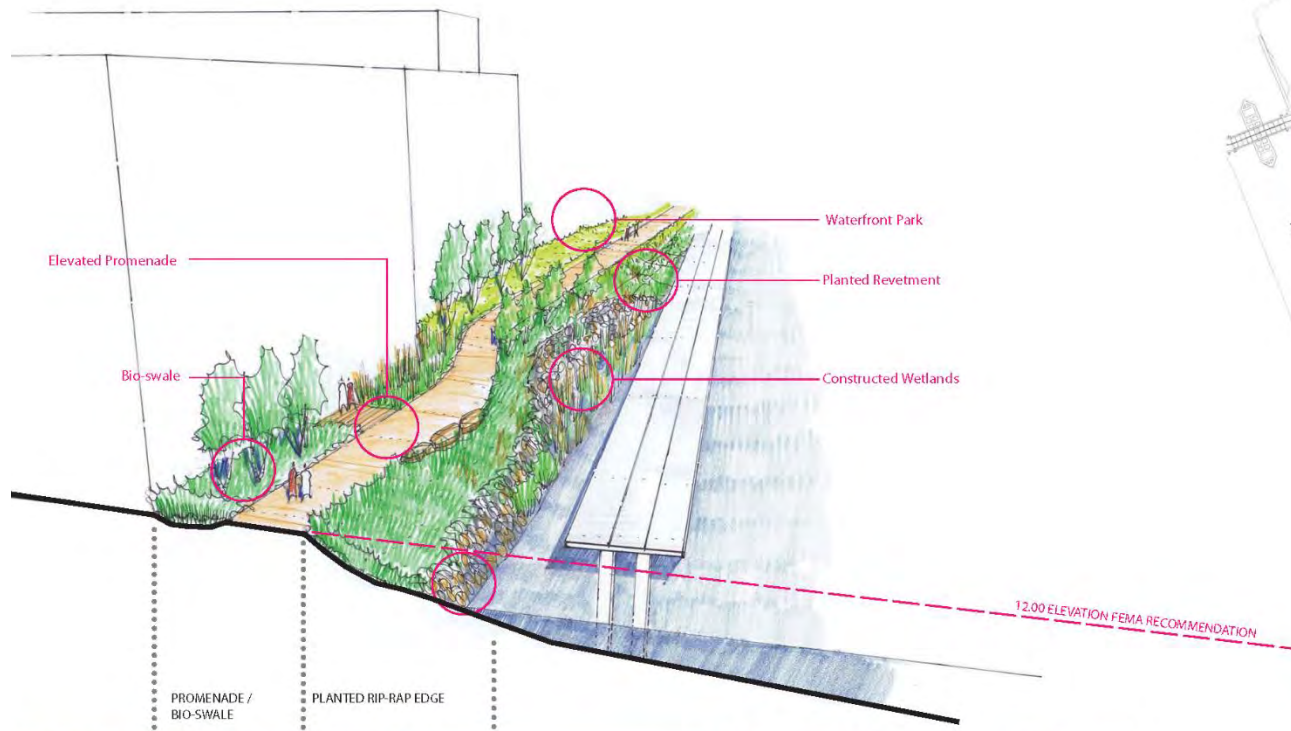 Waterfront Park
Elevated Promenade
Planted Revetment
Bio-swale
Constructed Wetlands
12.00 ELEVATION FEMA RECOMMENDATION
PROMENADE /
BIO-SWALE
PLANTED RIP-RAP EDGE